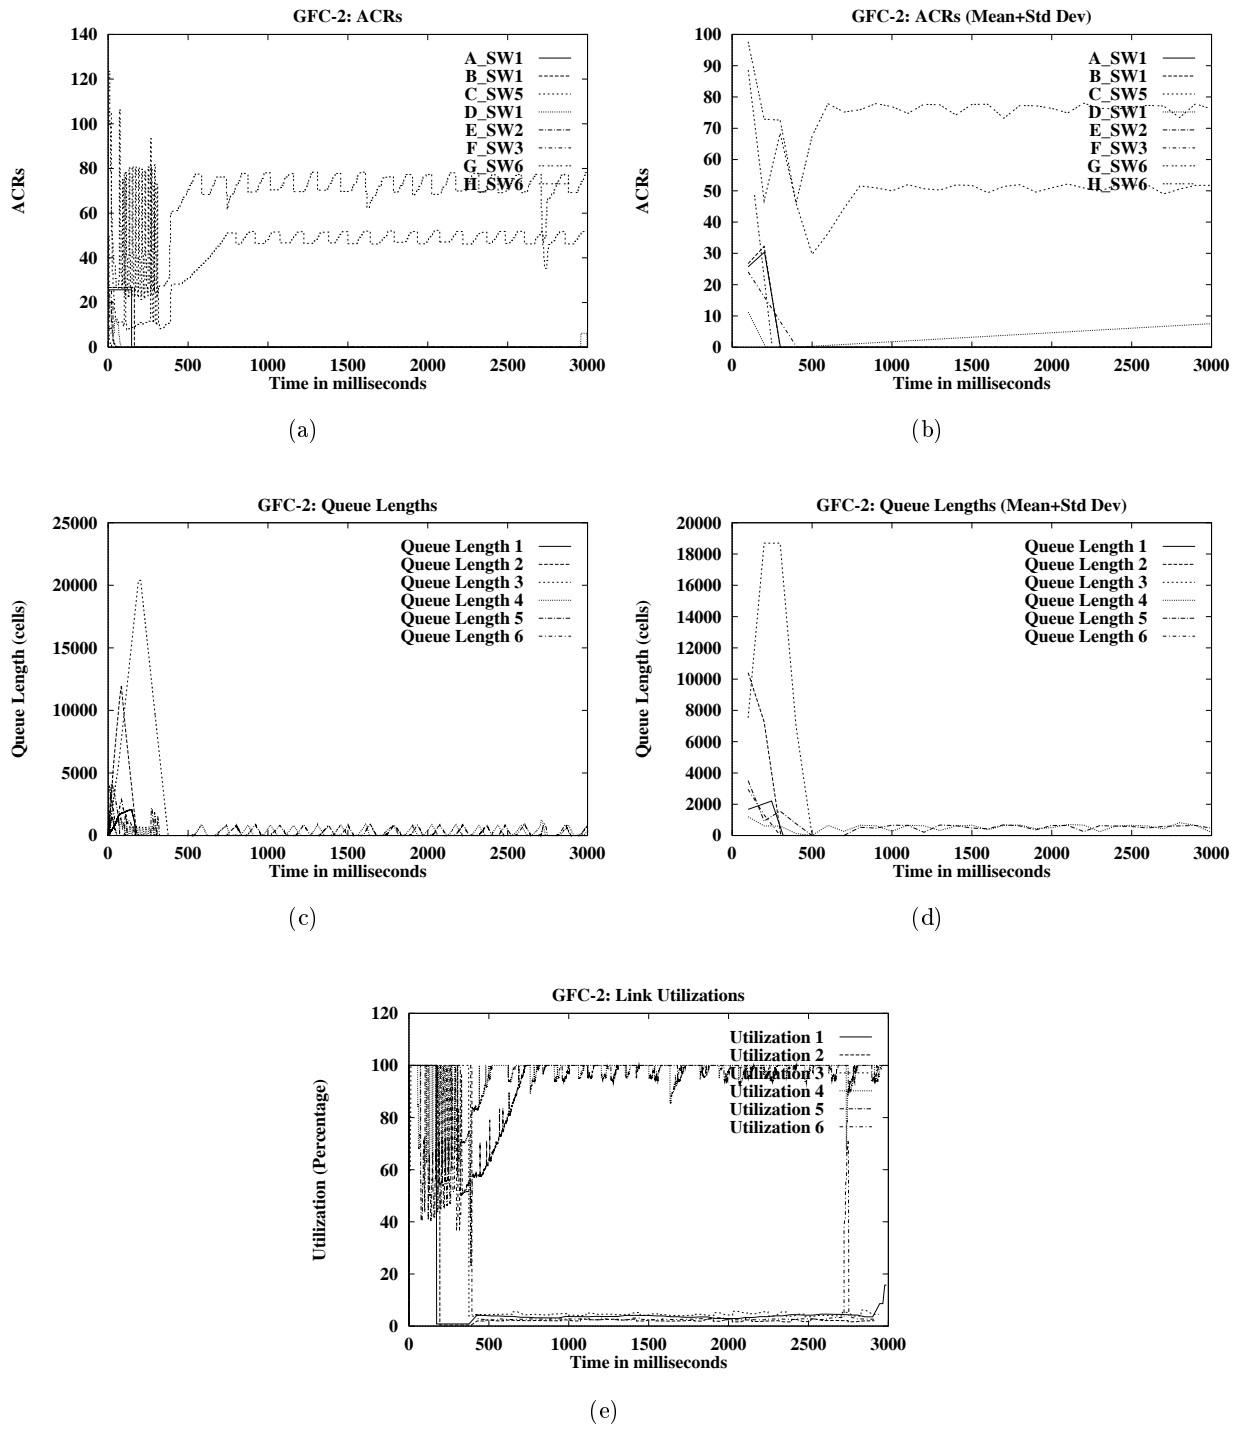 GFC-2: ACRs
140
120
100
80
60
40
20
0
ACRs
A_SW1
B_SW1
C_SW5
D_SW1
E_SW2
F_SW3
G_SW6
H_SW6
0 500 1000 1500 2000 2500 3000
Time in milliseconds
(a)
GFC-2: ACRs (Mean+Std Dev)
100
90
80
70
60
50
40
30
20
10
0
ACRs
A_SW1
B_SW1
C_SW5
D_SW1
E_SW2
F_SW3
G_SW6
H_SW6
0 500 1000 1500 2000 2500 3000
Time in milliseconds
(b)
GFC-2: Queue Lengths
25000
20000
15000
10000
5000
0
Queue Length (cells)
Queue Length 1
Queue Length 2
Queue Length 3
Queue Length 4
Queue Length 5
Queue Length 6
0 500 1000 1500 2000 2500 3000
Time in milliseconds
(c)
GFC-2: Queue Lengths (Mean+Std Dev)
20000
18000
16000
14000
12000
10000
8000
6000
4000
2000
0
Queue Length (cells)
Queue Length 1
Queue Length 2
Queue Length 3
Queue Length 4
Queue Length 5
Queue Length 6
0 500 1000 1500 2000 2500 3000
Time in milliseconds
(d)
GFC-2: Link Utilizations
120
100
80
60
40
20
0
Utilization (Percentage)
Utilization 1
Utilization 2
Utilization 3
Utilization 4
Utilization 5
Utilization 6
0 500 1000 1500 2000 2500 3000
Time in milliseconds
(e)